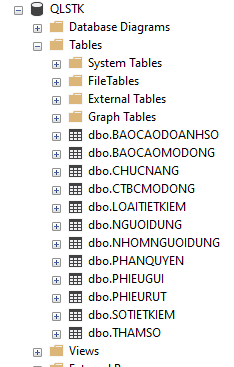 QLSTK
Database Diagrams
Tables
System Tables
FileTables
External Tables
Graph Tables
dbo.BAOCAODOANHSO
dbo.BAOCAOMODONG
dbo.CHUCNANG
dbo.CTBCMODONG
dbo.LOAITIETKIEM
dbo.NGUOIDUNG
dbo.NHOMNGUOIDUNG
dbo.PHANQUYEN
dbo.PHIEUGUI
dbo.PHIEURUT
dbo.SOTIETKIEM
dbo.THAMSO
Views